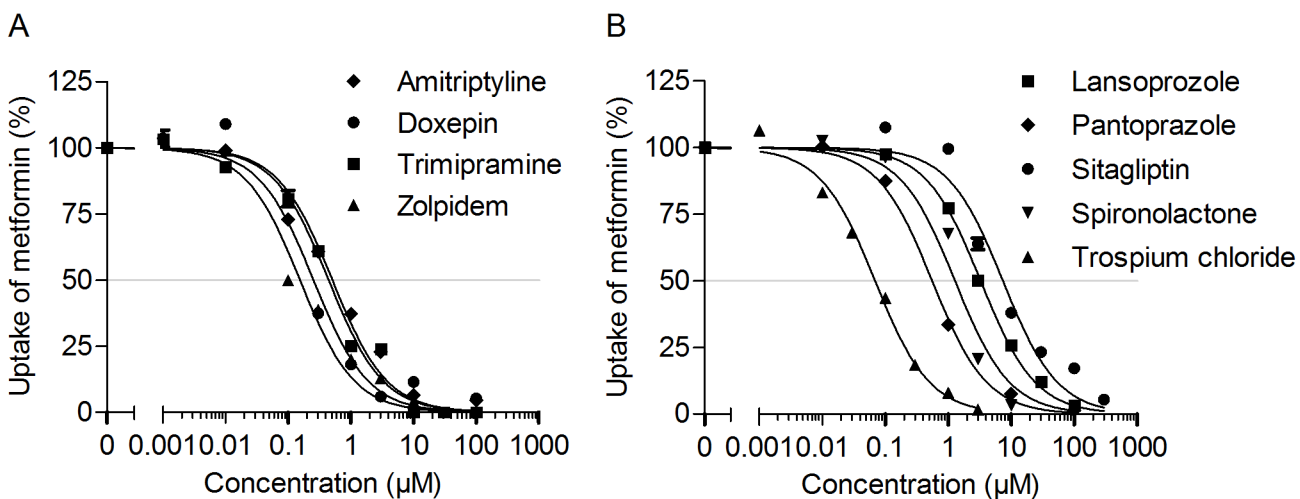 A
Uptake of metformin (%)
125
100
75
50
25
0
Amitriptyline
Doxepin
Trimipramine
Zolpidem
0 0.001 0.01 0.1 1 10 100 1000
Concentration (µM)
B
Uptake of metformin (%)
125
100
75
50
25
0
Lansoprozole
Pantoprazole
Sitagliptin
Spironolactone
Trospium chloride
0 0.001 0.01 0.1 1 10 100 1000
Concentration (µM)